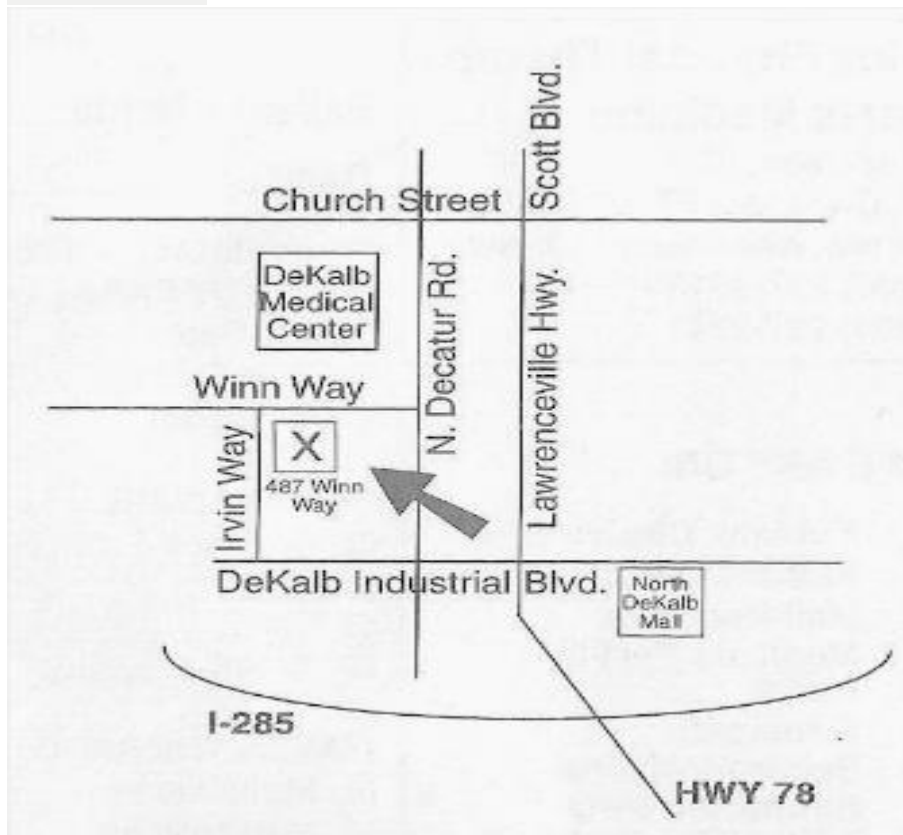 Scott Blvd.
Church Street
DeKalb
Medical
Center
N. Decatur Rd.
Lawrenceville Hwy.
Winn Way
Irvin Way
X
487 Winn
Way
DeKalb Industrial Blvd.
North
DeKalb
Mall
I-285
HWY 78